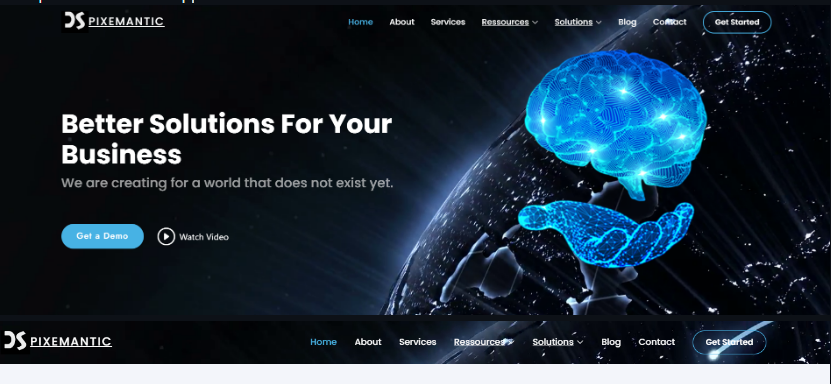 DS PIXEMANTIC Home About Services Ressources Solutions Blog Contact Get Started
Better Solutions For Your
Business
We are creating for a world that does not exist yet.
Get a Demo Watch Video
DS PIXEMANTIC Home About Services Ressources Solutions Blog Contact Get Started